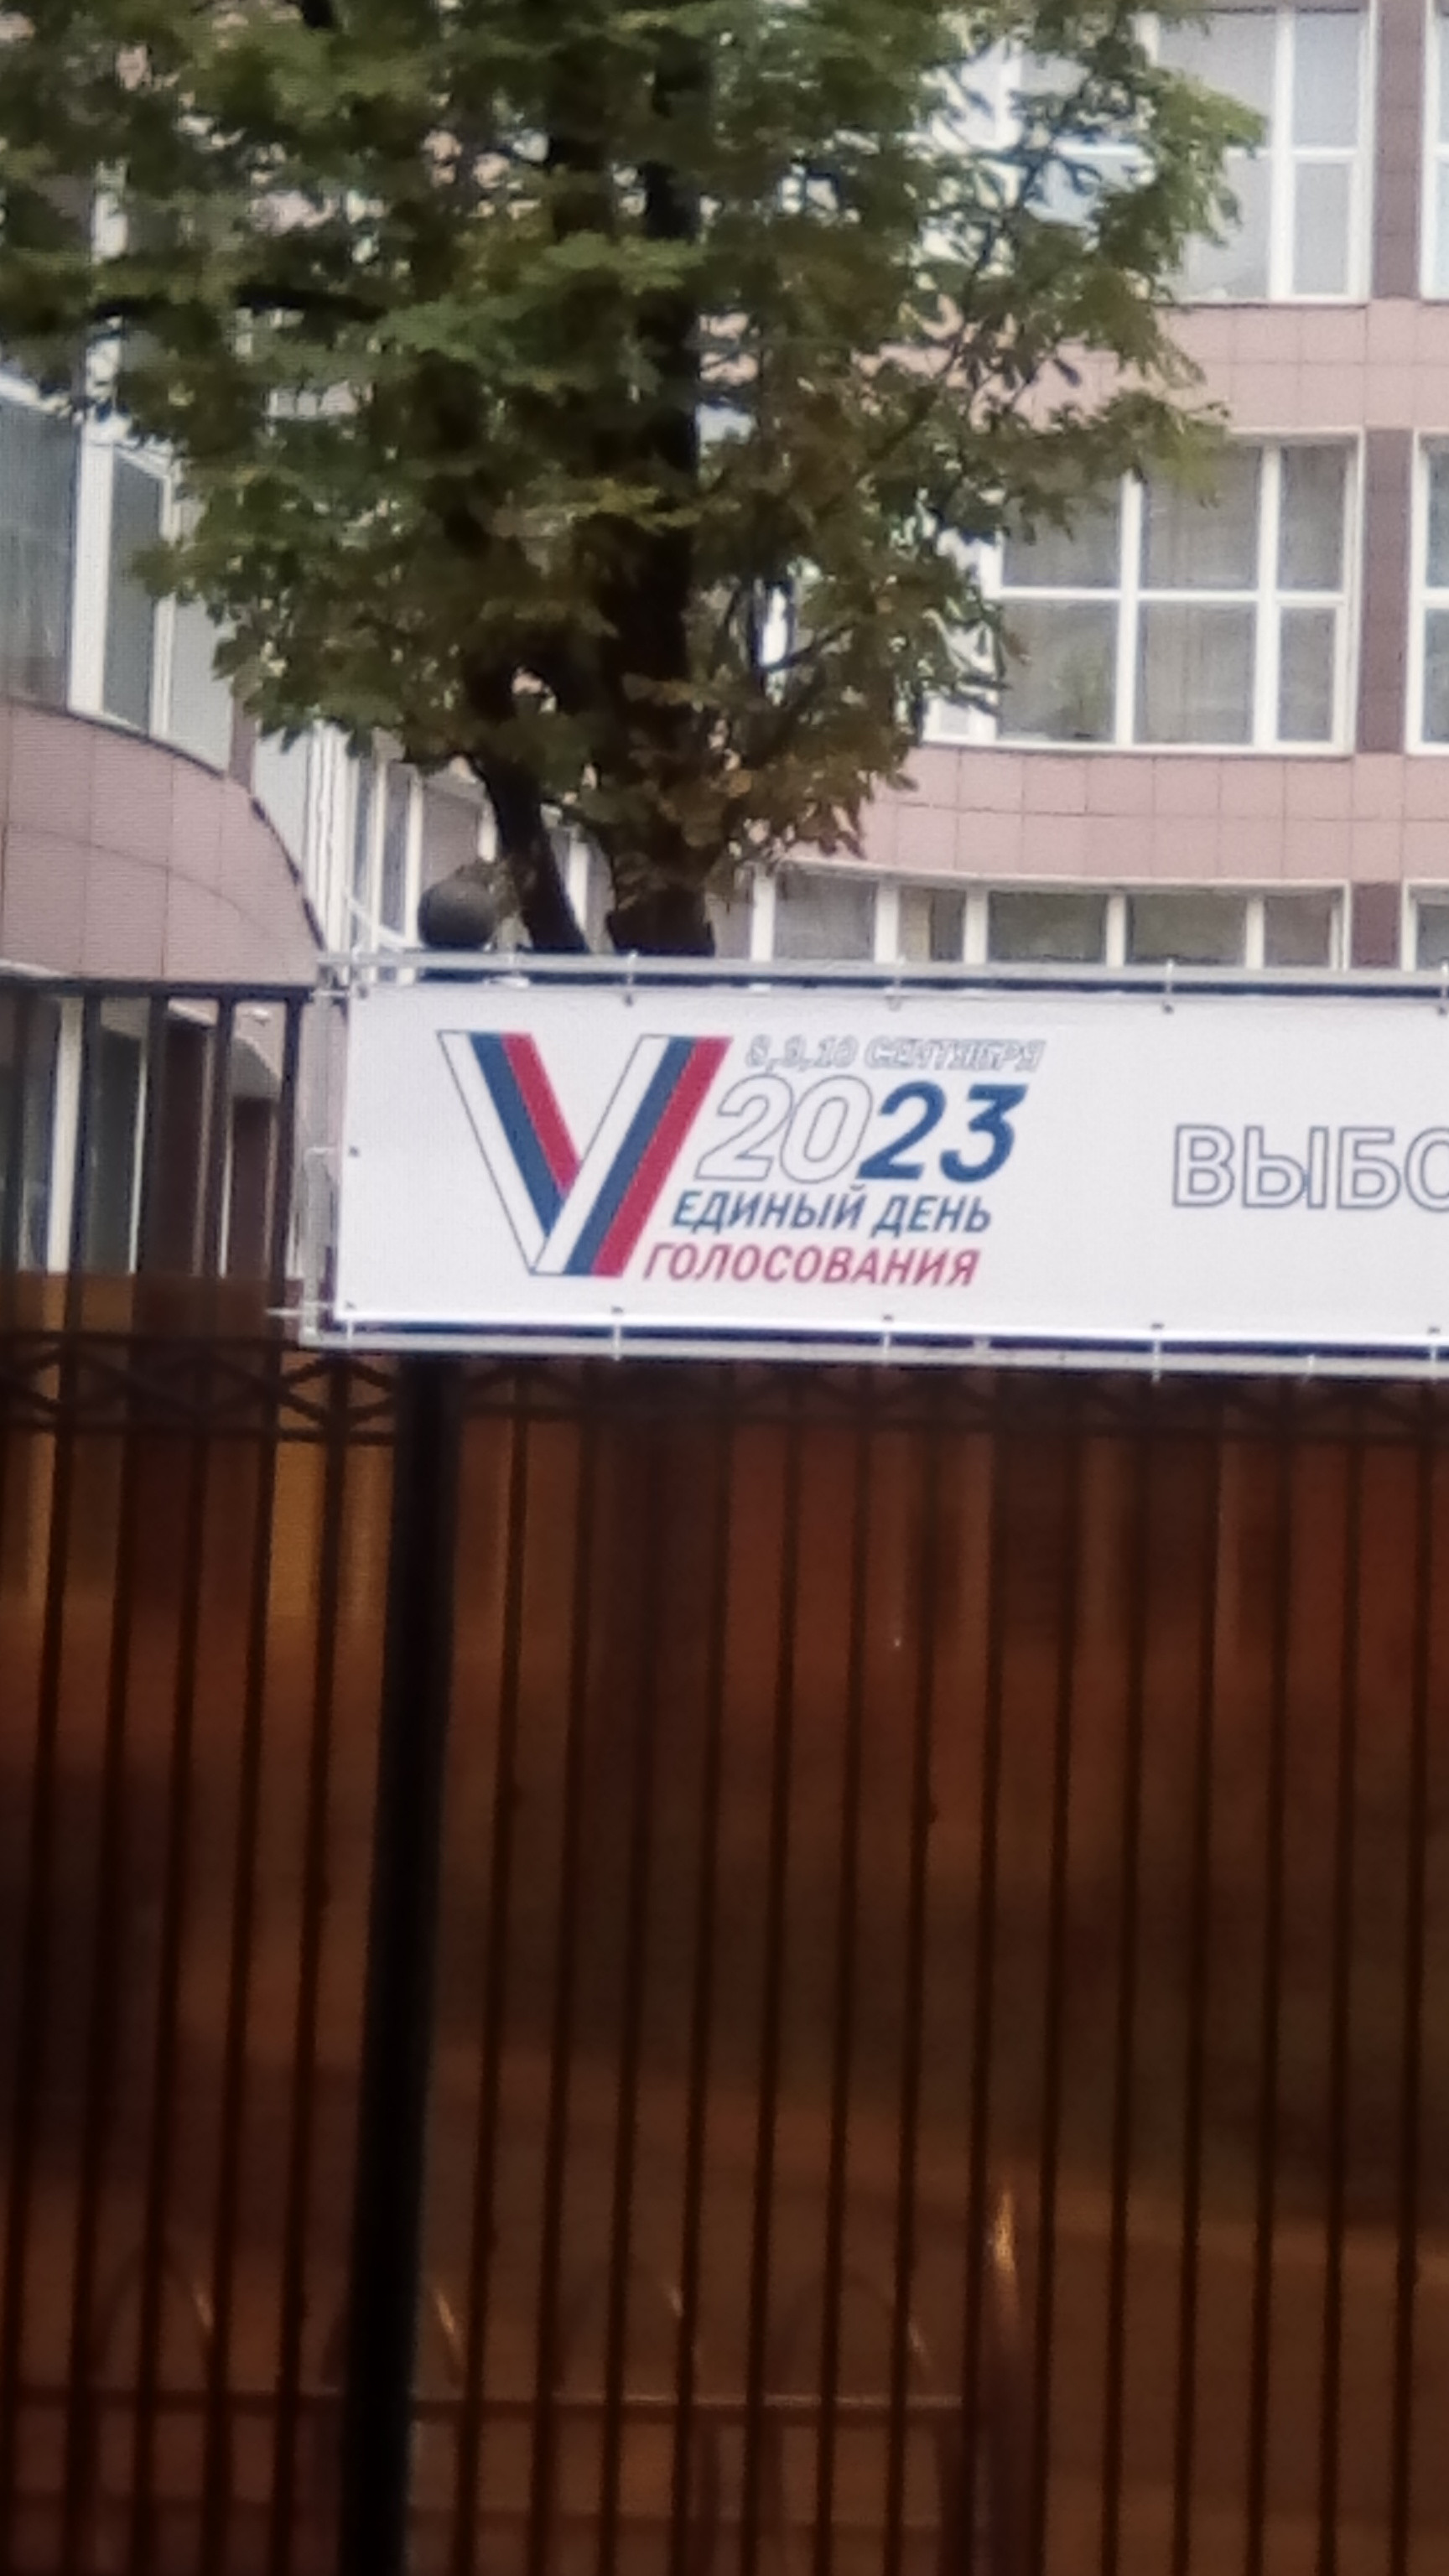 8, 9, 10 СЕНТЯБРЯ
2023
ЕДИНЫЙ ДЕНЬ
ГОЛОСОВАНИЯ
ВЫБО